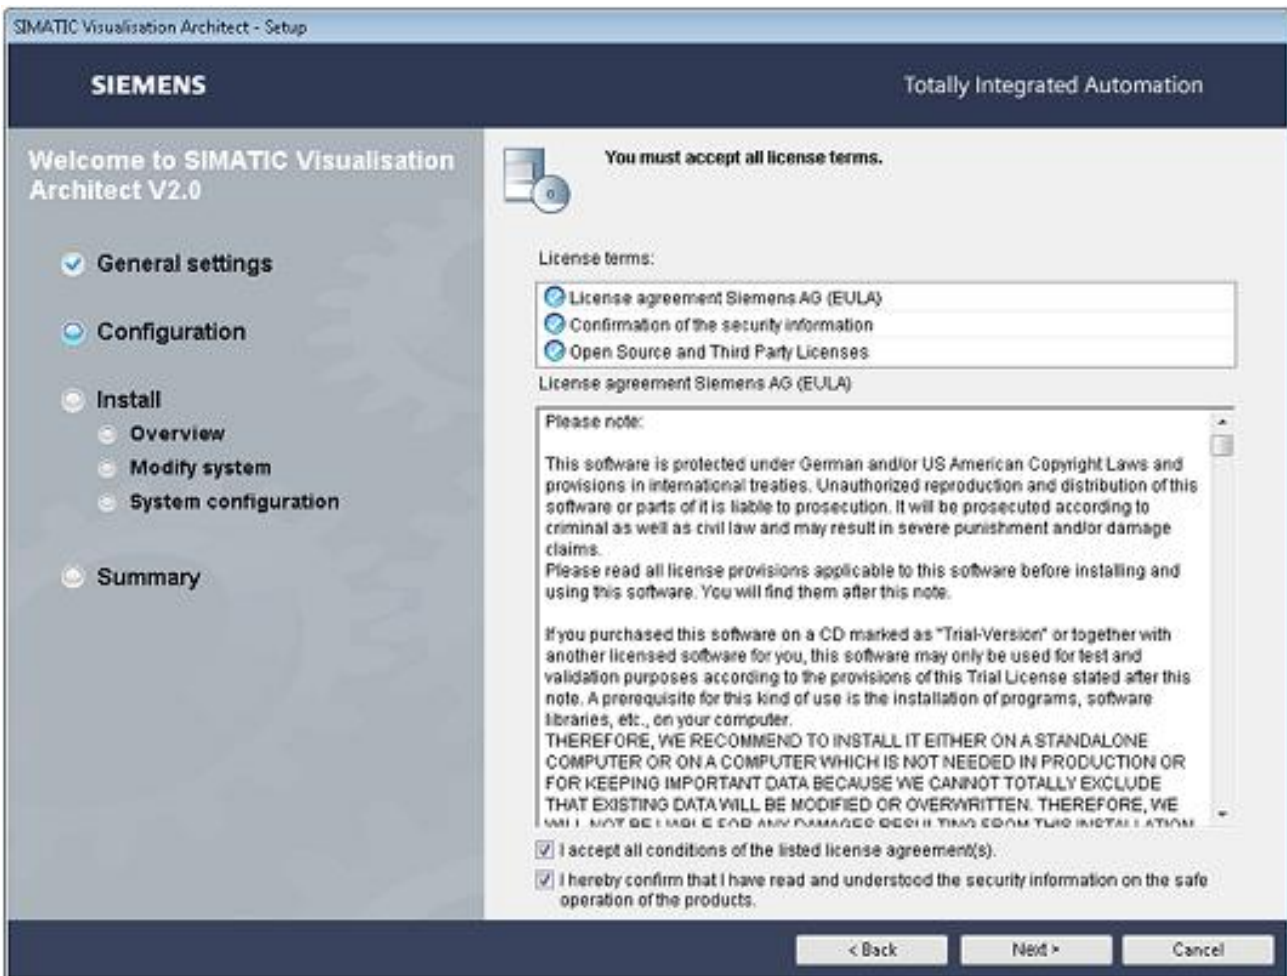 SIMATIC Visualisation Architect - Setup
SIEMENS
Totally Integrated Automation
Welcome to SIMATIC Visualisation
Architect V2.0
General settings
Configuration
Install
Overview
Modify system
System configuration
Summary
You must accept all license terms.
License terms:
License agreement Siemens AG (EULA)
Confirmation of the security information
Open Source and Third Party Licenses
License agreement Siemens AG (EULA)
Please note:
This software is protected under German and/or US American Copyright Laws and
provisions in international treaties. Unauthorized reproduction and distribution of this
software or parts of it is liable to prosecution. It will be prosecuted according to
criminal as well as civil law and may result in severe punishment and/or damage
claims.
Please read all license provisions applicable to this software before installing and
using this software. You will find them after this note.
If you purchased this software on a CD marked as "Trial-Version" or together with
another licensed software for you, this software may only be used for test and
validation purposes according to the provisions of this Trial License stated after this
note. A prerequisite for this kind of use is the installation of programs, software
libraries, etc., on your computer.
THEREFORE, WE RECOMMEND TO INSTALL IT EITHER ON A STANDALONE
COMPUTER OR ON A COMPUTER WHICH IS NOT NEEDED IN PRODUCTION OR
FOR KEEPING IMPORTANT DATA BECAUSE WE CANNOT TOTALLY EXCLUDE
THAT EXISTING DATA WILL BE MODIFIED OR OVERWRITTEN. THEREFORE, WE
WILL NOT BE LIABLE FOR ANY DAMAGES RESULTING FROM THIS INSTALLATION
I accept all conditions of the listed license agreement(s).
I hereby confirm that I have read and understood the security information on the safe
operation of the products.
< Back
Next >
Cancel